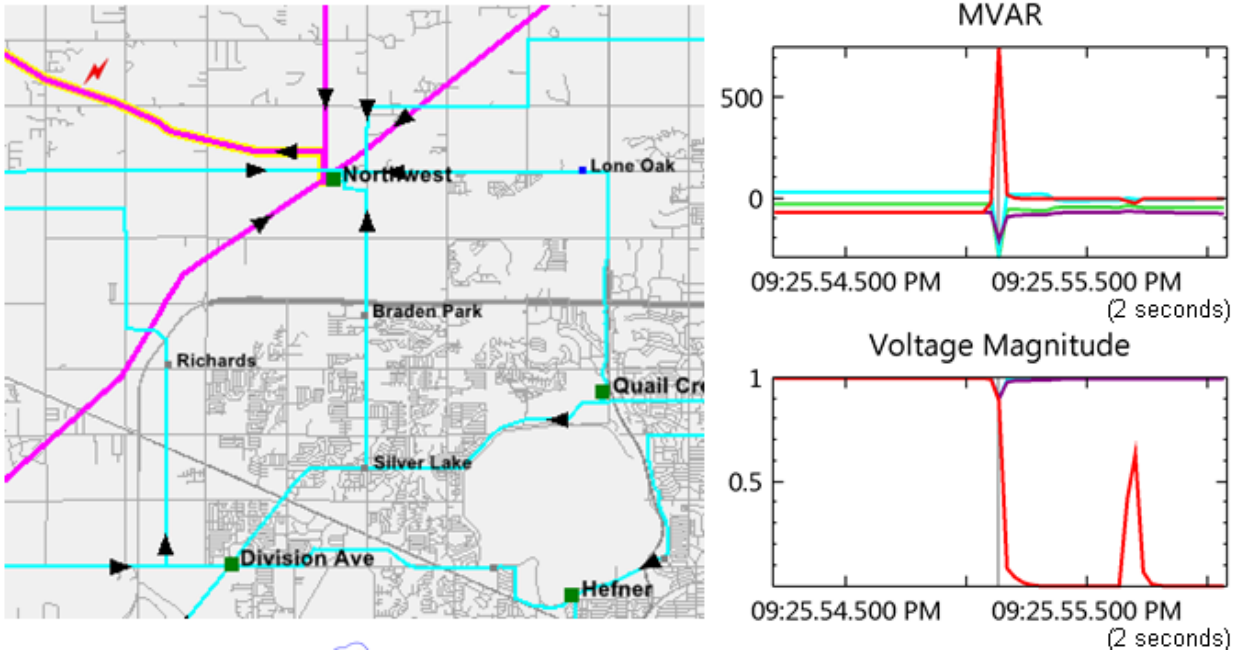 Northwest
Lone Oak
Braden Park
Richards
Quail Cre
Silver Lake
Division Ave
Hefner
MVAR
500
0
09:25.54.500 PM
09:25.55.500 PM
(2 seconds)
Voltage Magnitude
1
0.5
09:25.54.500 PM
09:25.55.500 PM
(2 seconds)